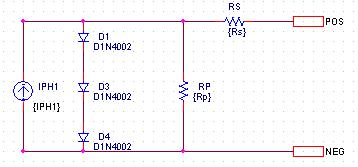 RS
{Rs}
POS
D1
D1N4002
IPH1
{IPH1}
D3
D1N4002
RP
{Rp}
D4
D1N4002
NEG